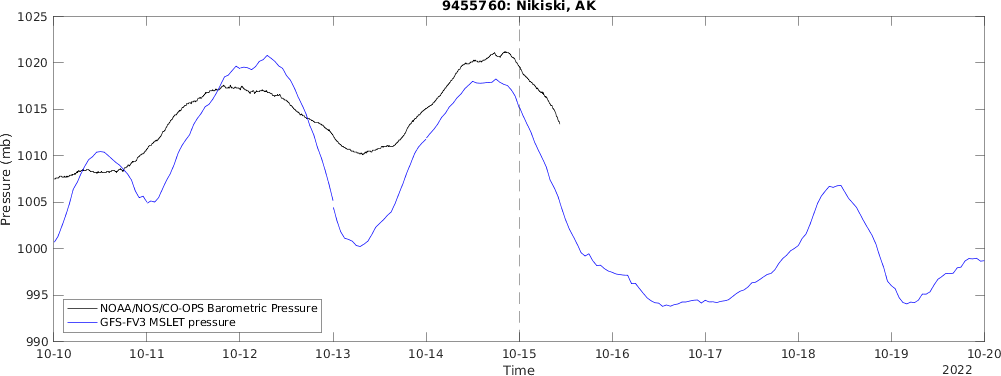 9455760: Nikiski, AK
1025
1020
1015
1010
1005
1000
995
990
Pressure (mb)
NOAA/NOS/CO-OPS Barometric Pressure
GFS-FV3 MSLET pressure
10-10 10-11 10-12 10-13 10-14 10-15 10-16 10-17 10-18 10-19 10-20
Time
2022